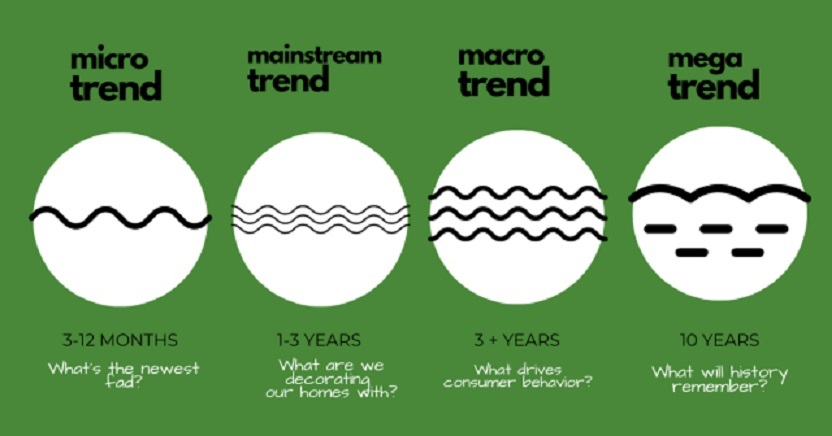 micro
trend
mainstream
trend
macro
trend
mega
trend
3-12 MONTHS
1-3 YEARS
3 + YEARS
10 YEARS
What's the newest
fad?
What are we
decorating
our homes with?
What drives
consumer behavior?
What will history
remember?